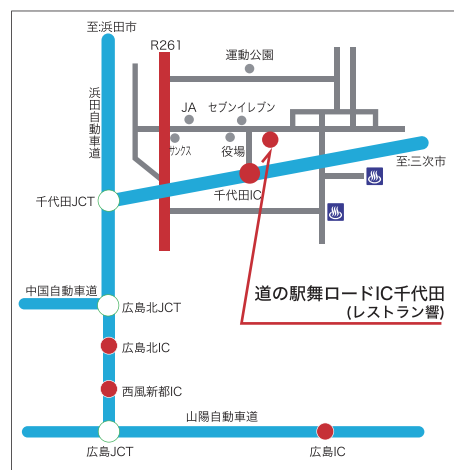 至:浜田市
R261
運動公園
浜田自動車道
JA
セブンイレブン
サンクス
役場
至:三次市
千代田JCT
千代田IC
中国自動車道
広島北JCT
道の駅舞ロードIC千代田
(レストラン響)
広島北IC
西風新都IC
山陽自動車道
広島JCT
広島IC